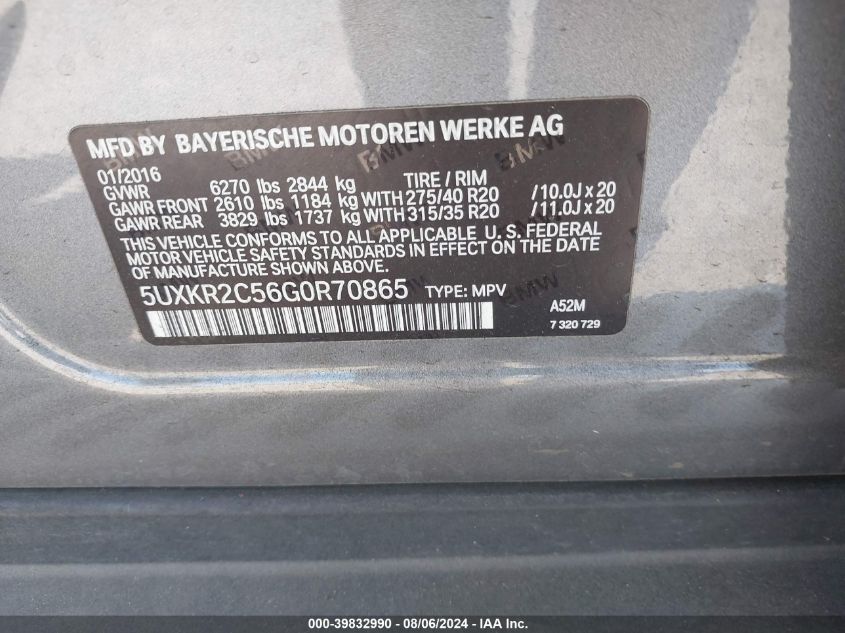 MFD BY BAYERISCHE MOTOREN WERKE AG
01/2016
GVWR 6270 lbs 2844 kg TIRE / RIM
GAWR FRONT 2610 lbs 1184 kg WITH 275/40 R20 /10.0J x 20
GAWR REAR 3829 lbs 1737 kg WITH 315/35 R20 /11.0J x 20
THIS VEHICLE CONFORMS TO ALL APPLICABLE U. S. FEDERAL
MOTOR VEHICLE SAFETY STANDARDS IN EFFECT ON THE DATE
OF MANUFACTURE SHOWN ABOVE.
5UXKR2C56G0R70865 TYPE: MPV
A52M
7 320 729
000-39832990 - 08/06/2024 - IAA Inc.